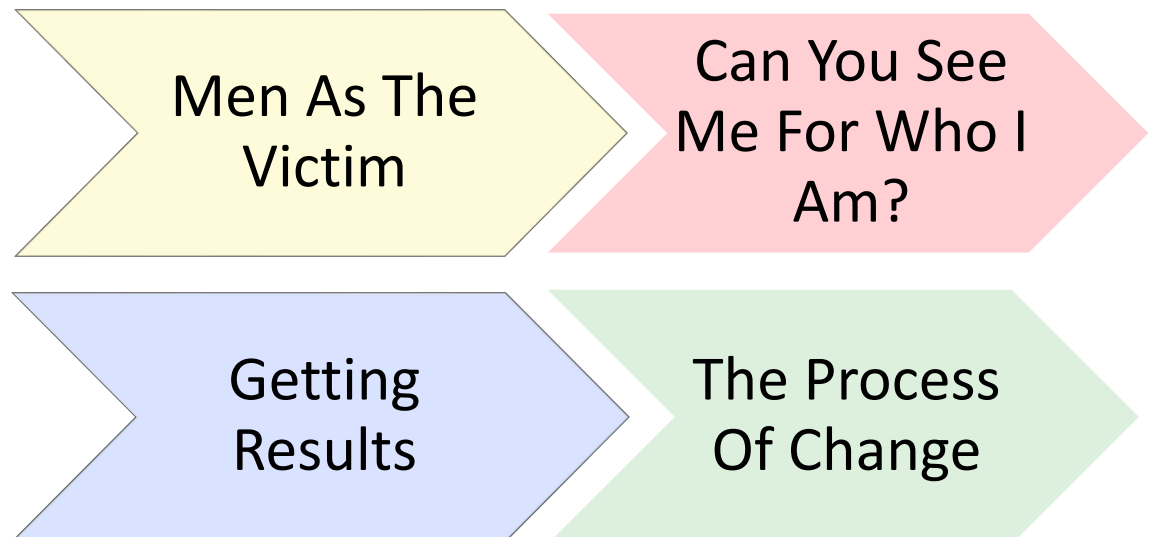 Men As The
Victim
Can You See
Me For Who I
Am?
Getting
Results
The Process
Of Change